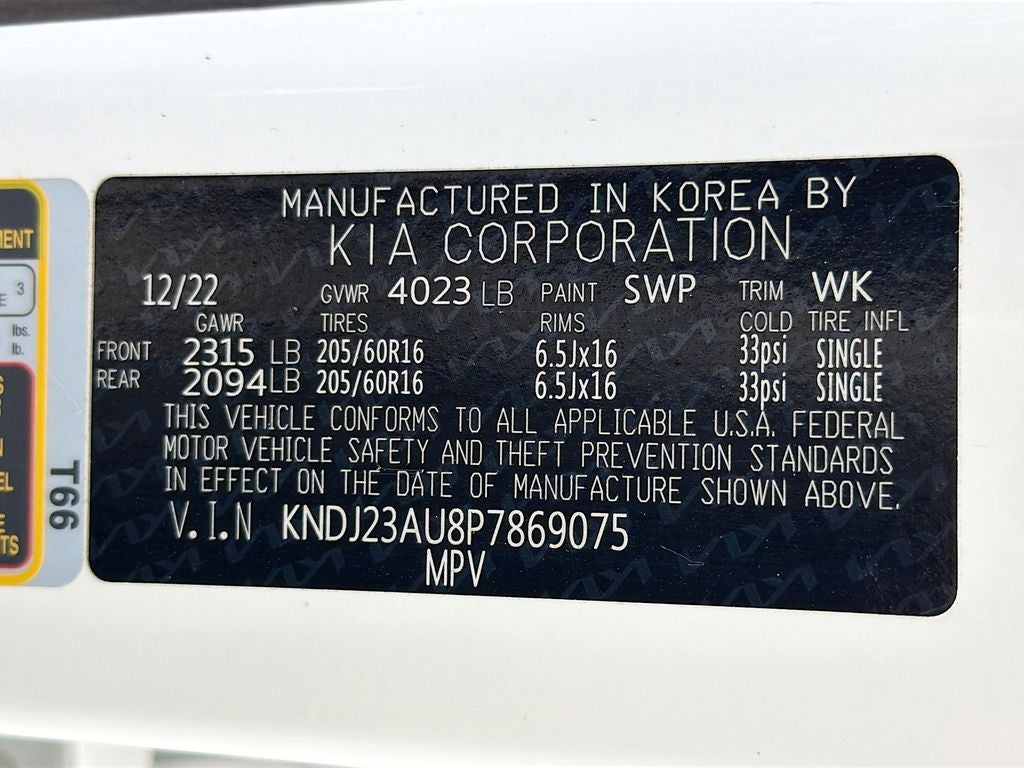 MANUFACTURED IN KOREA BY
KIA CORPORATION
12/22 GVWR 4023 LB PAINT SWP TRIM WK
GAWR TIRES RIMS COLD TIRE INFL
FRONT 2315 LB 205/60R16 6.5Jx16 33psi SINGLE
REAR 2094 LB 205/60R16 6.5Jx16 33psi SINGLE
THIS VEHICLE CONFORMS TO ALL APPLICABLE U.S.A. FEDERAL
MOTOR VEHICLE SAFETY AND THEFT PREVENTION STANDARDS
IN EFFECT ON THE DATE OF MANUFACTURE SHOWN ABOVE.
V.I.N KNDJ23AU8P7869075
MPV
T66
3
lbs.
lb.